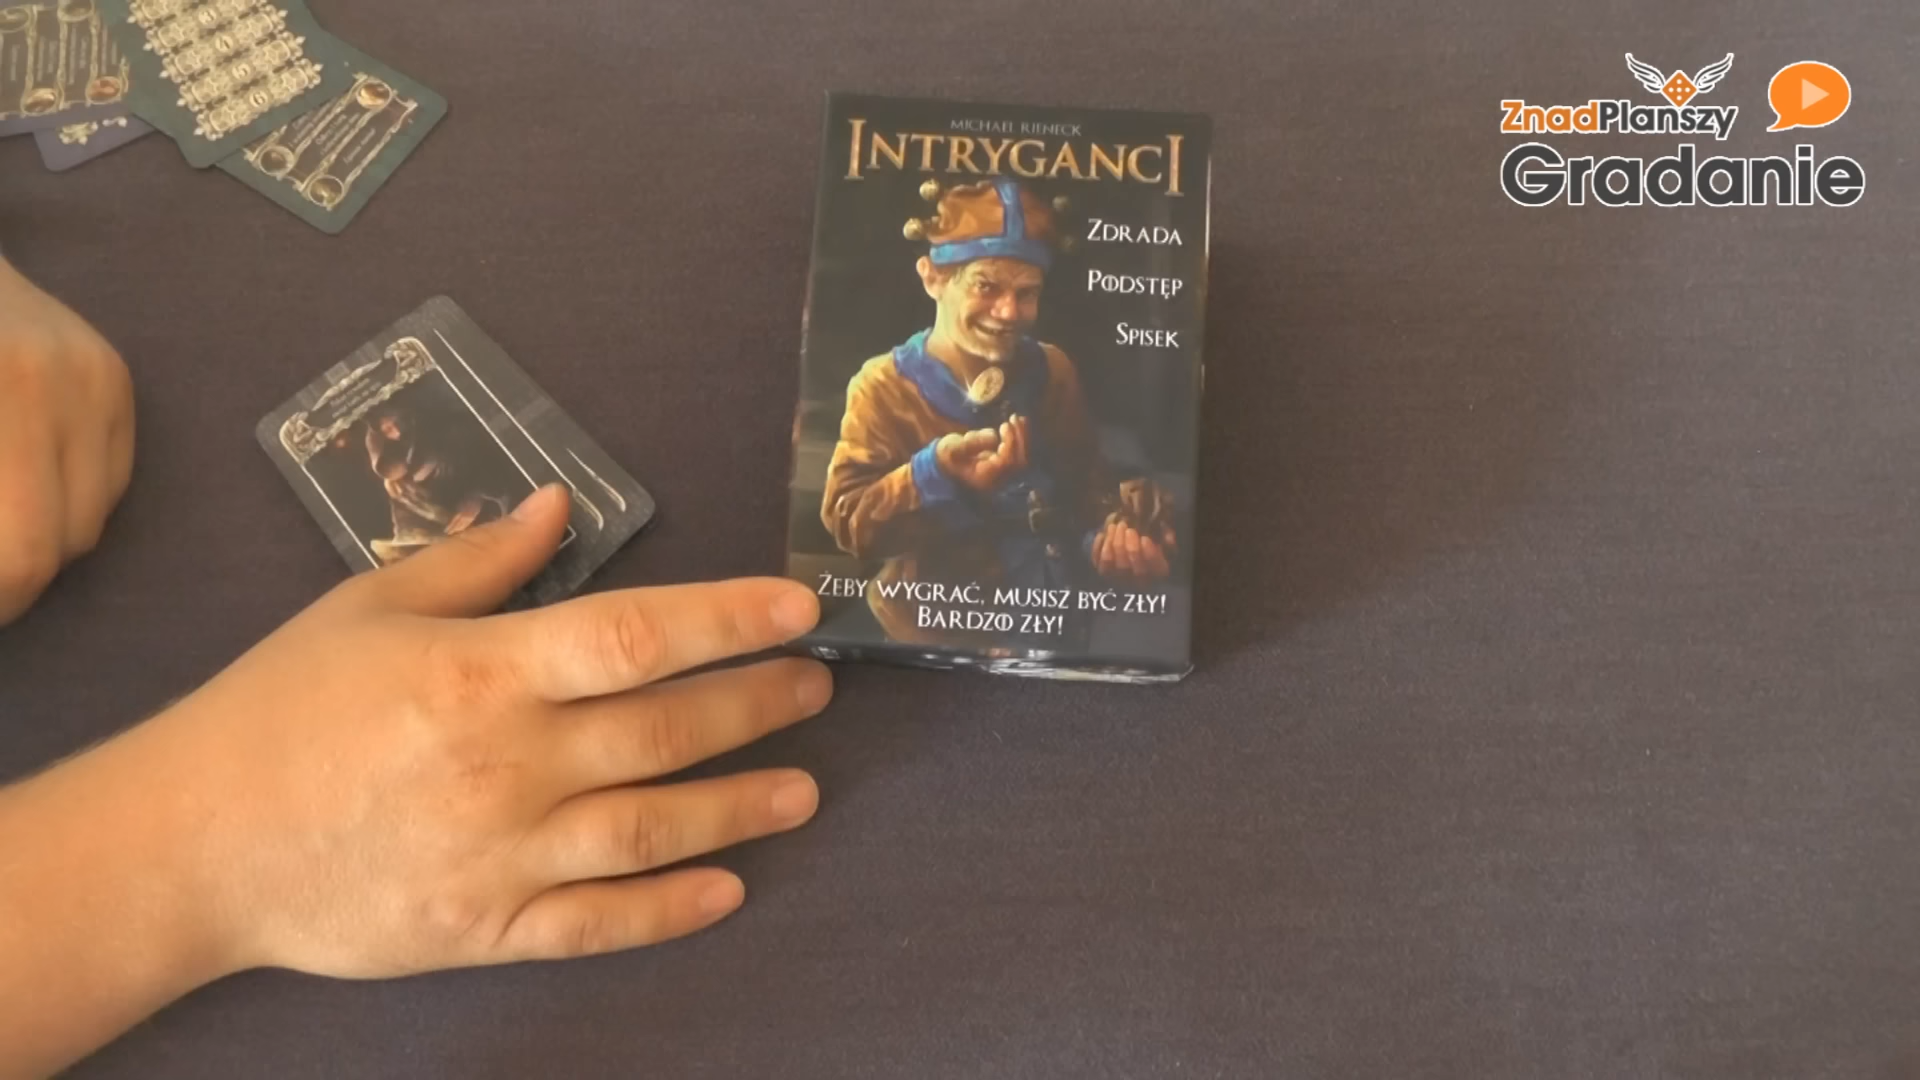 MICHAEL RIENECK
INTRYGANCI
ZDRADA
PODSTĘP
SPISEK
ŻEBY WYGRAĆ, MUSISZ BYĆ ZŁY!
BARDZO ZŁY!
ZnadPlanszy
Gradanie